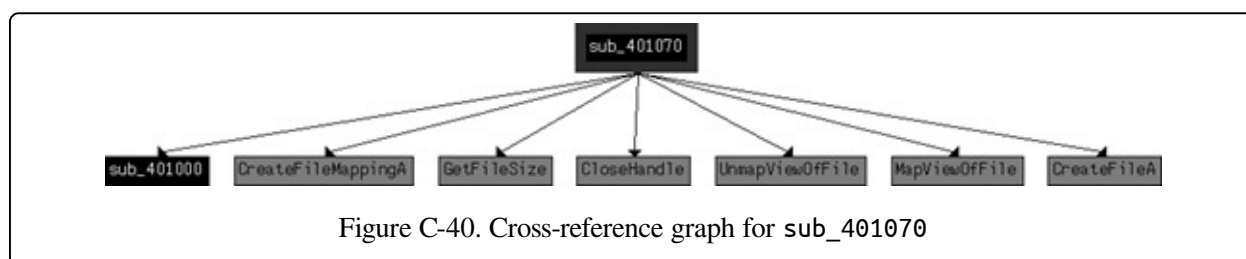 sub_401070
sub_401000 CreateFileMappingA GetFileSize CloseHandle UnmapViewOfFile MapViewOfFile CreateFileA
Figure C-40. Cross-reference graph for sub_401070